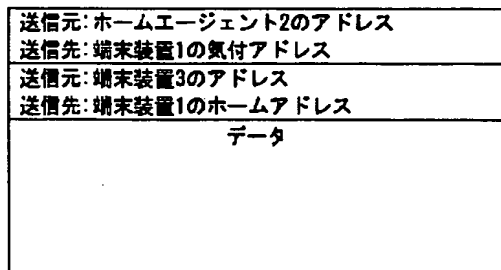 送信元:ホームエージェント2のアドレス
送信先:端末装置1の気付アドレス
送信元:端末装置3のアドレス
送信先:端末装置1のホームアドレス
データ